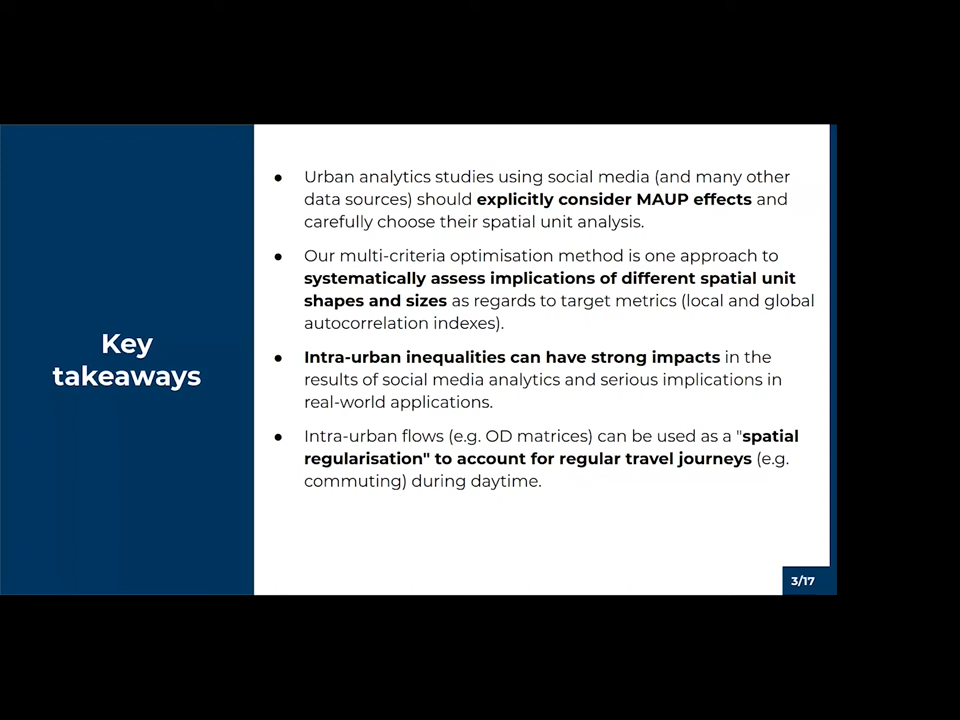 Key
takeaways
● Urban analytics studies using social media (and many other
data sources) should explicitly consider MAUP effects and
carefully choose their spatial unit analysis.
● Our multi-criteria optimisation method is one approach to
systematically assess implications of different spatial unit
shapes and sizes as regards to target metrics (local and global
autocorrelation indexes).
● Intra-urban inequalities can have strong impacts in the
results of social media analytics and serious implications in
real-world applications.
● Intra-urban flows (e.g. OD matrices) can be used as a "spatial
regularisation" to account for regular travel journeys (e.g.
commuting) during daytime.
3/17